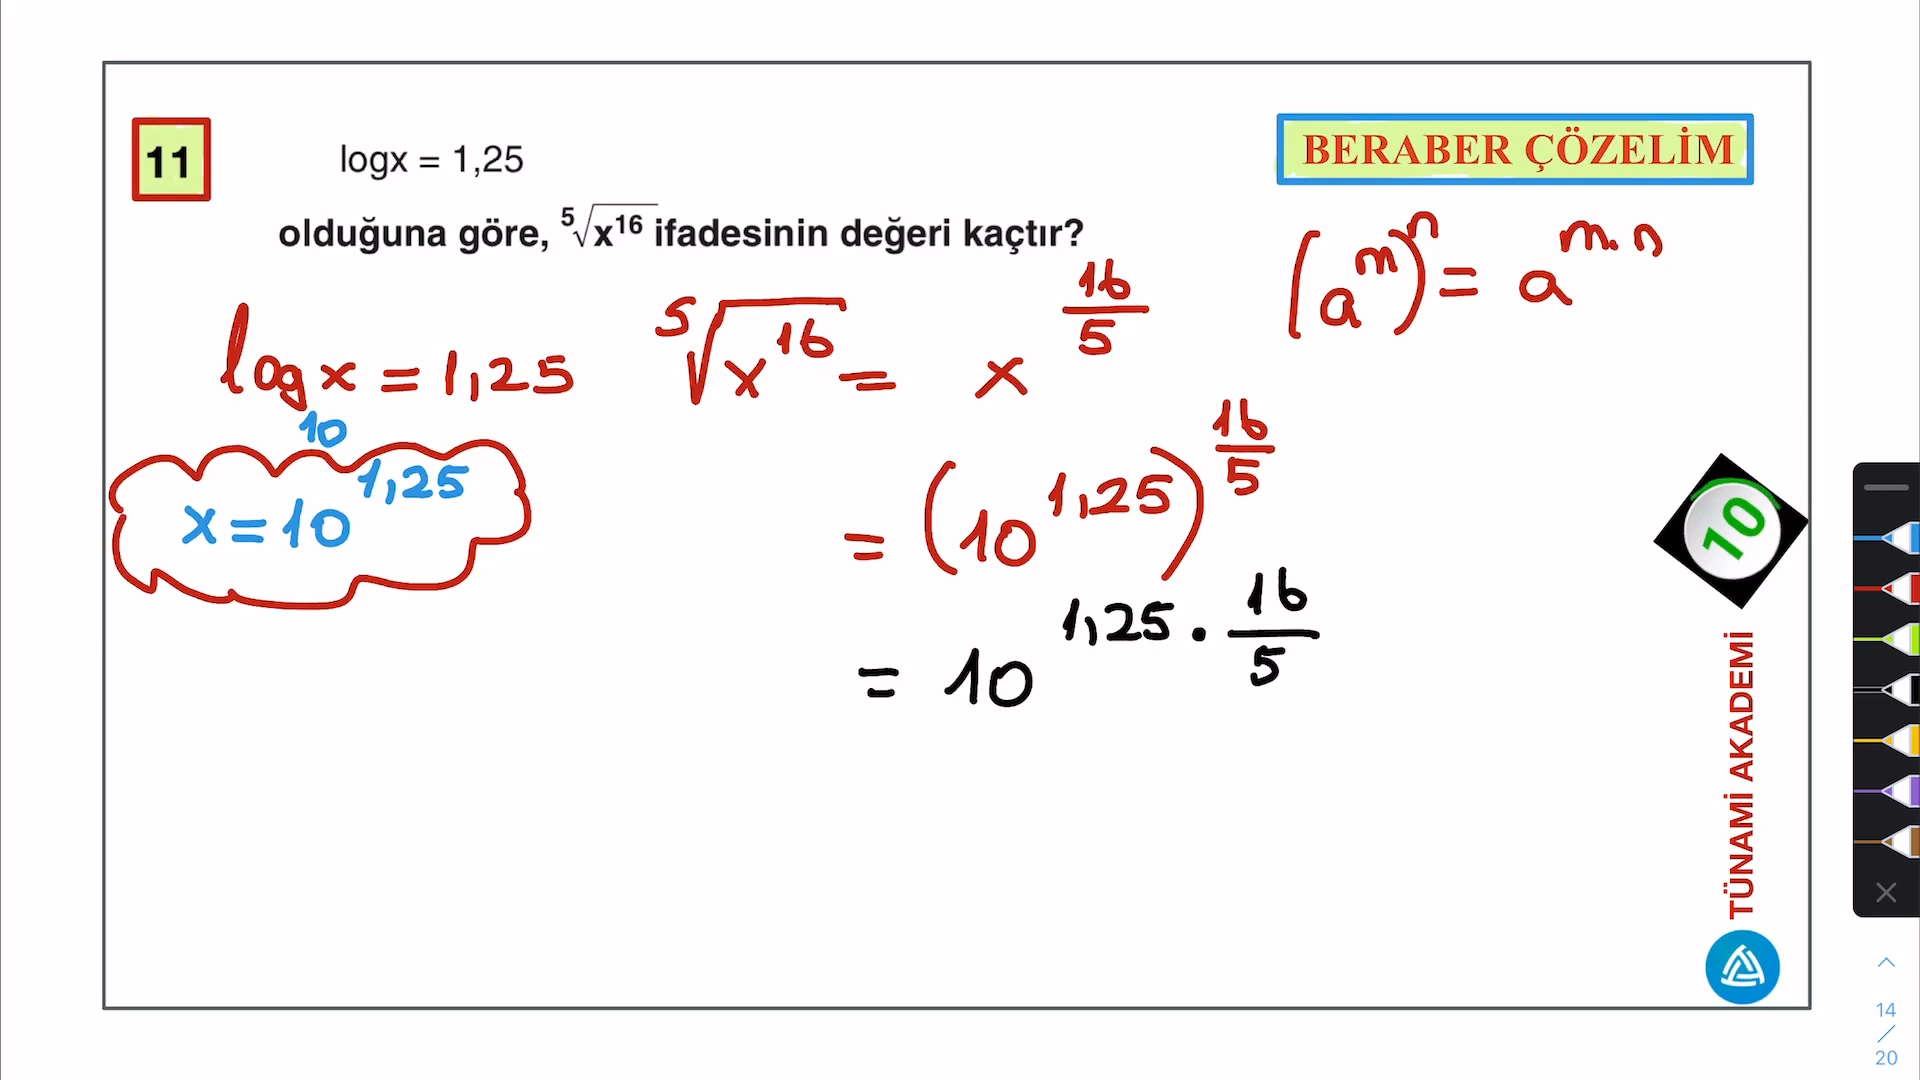 11
logx = 1,25
BERABER ÇÖZELİM
olduğuna göre, ⁵√x¹⁶ ifadesinin değeri kaçtır?
(a^m)^n = a^(m.n)
log₁₀x = 1,25
⁵√x¹⁶ = x^(16/5)
x = 10^(1,25)
= (10^(1,25))^(16/5)
= 10^(1,25 . 16/5)
10
TÜNAMİ AKADEMİ
14
/
20